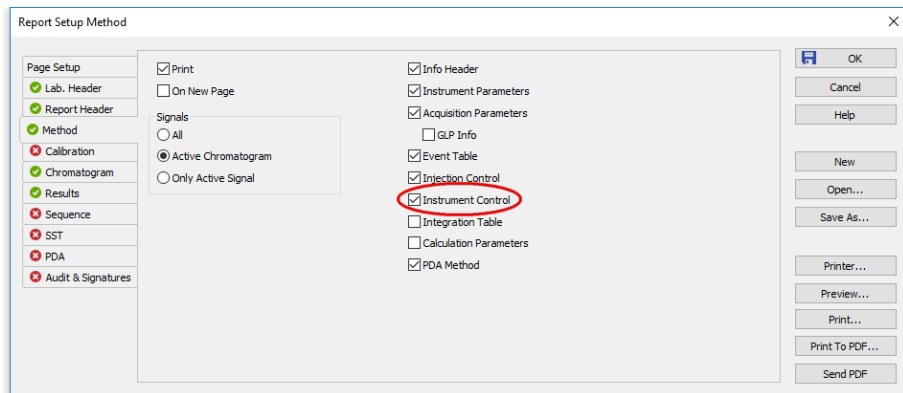 Report Setup Method
Page Setup
Lab. Header
Report Header
Method
Calibration
Chromatogram
Results
Sequence
SST
PDA
Audit & Signatures
Print
On New Page
Signals
All
Active Chromatogram
Only Active Signal
Info Header
Instrument Parameters
Acquisition Parameters
GLP Info
Event Table
Injection Control
Instrument Control
Integration Table
Calculation Parameters
PDA Method
OK
Cancel
Help
New
Open...
Save As...
Printer...
Preview...
Print...
Print To PDF...
Send PDF